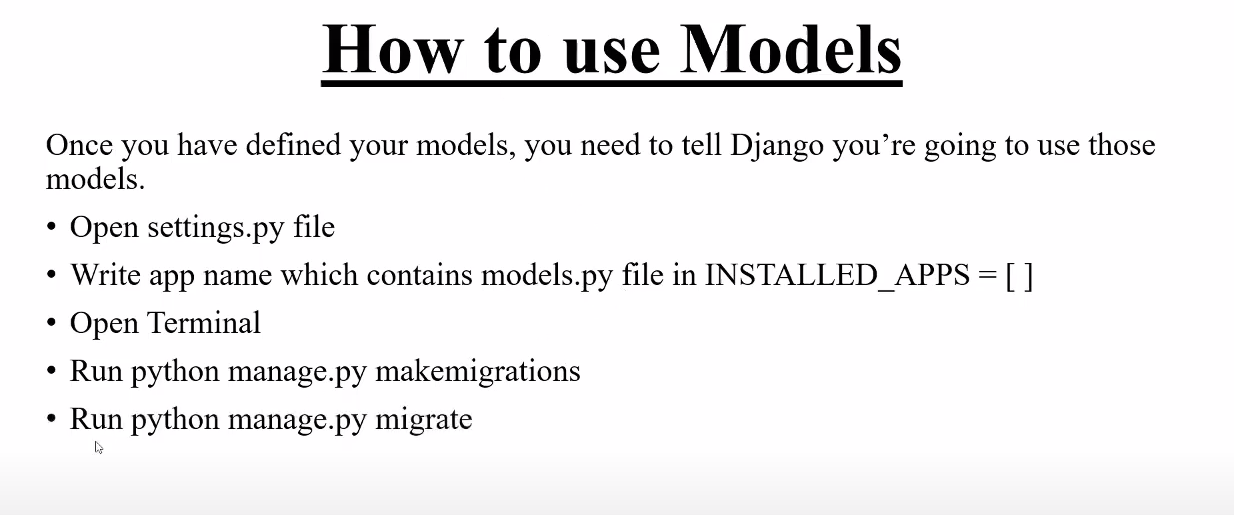 How to use Models
Once you have defined your models, you need to tell Django you’re going to use those
models.
• Open settings.py file
• Write app name which contains models.py file in INSTALLED_APPS = [ ]
• Open Terminal
• Run python manage.py makemigrations
• Run python manage.py migrate